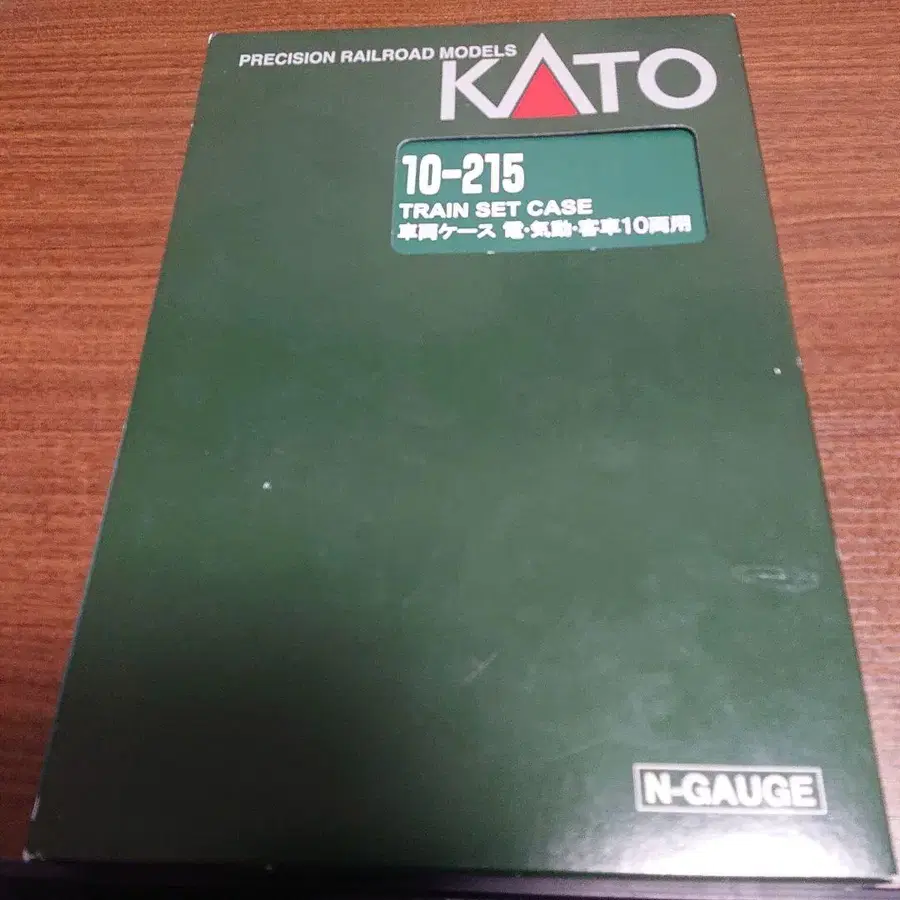 PRECISION RAILROAD MODELS
KATO
10-215
TRAIN SET CASE
車両ケース 電・気動・客車10両用
N-GAUGE